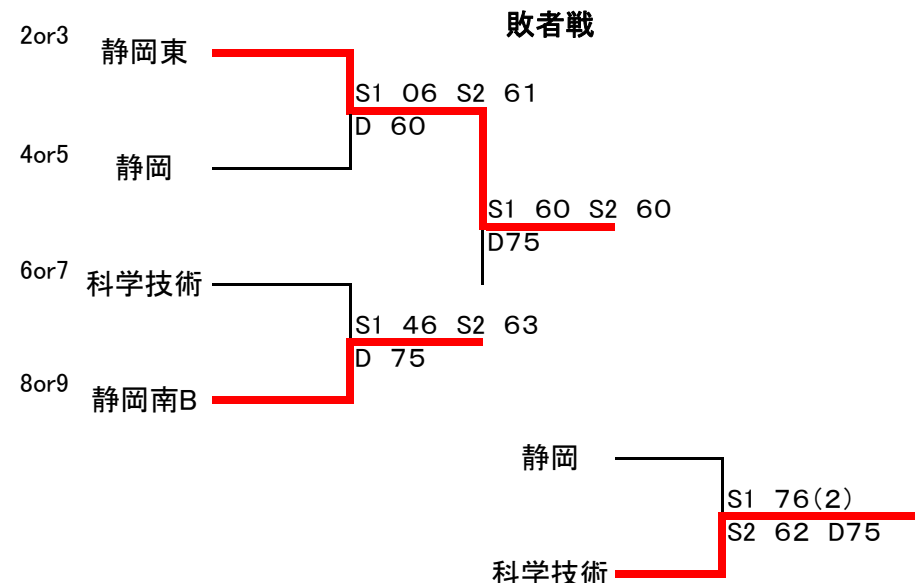 敗者戦
2or3 静岡東
S1 06 S2 61
D 60
4or5 静岡
S1 60 S2 60
D75
6or7 科学技術
S1 46 S2 63
D 75
8or9 静岡南B
静岡
S1 76(2)
S2 62 D75
科学技術